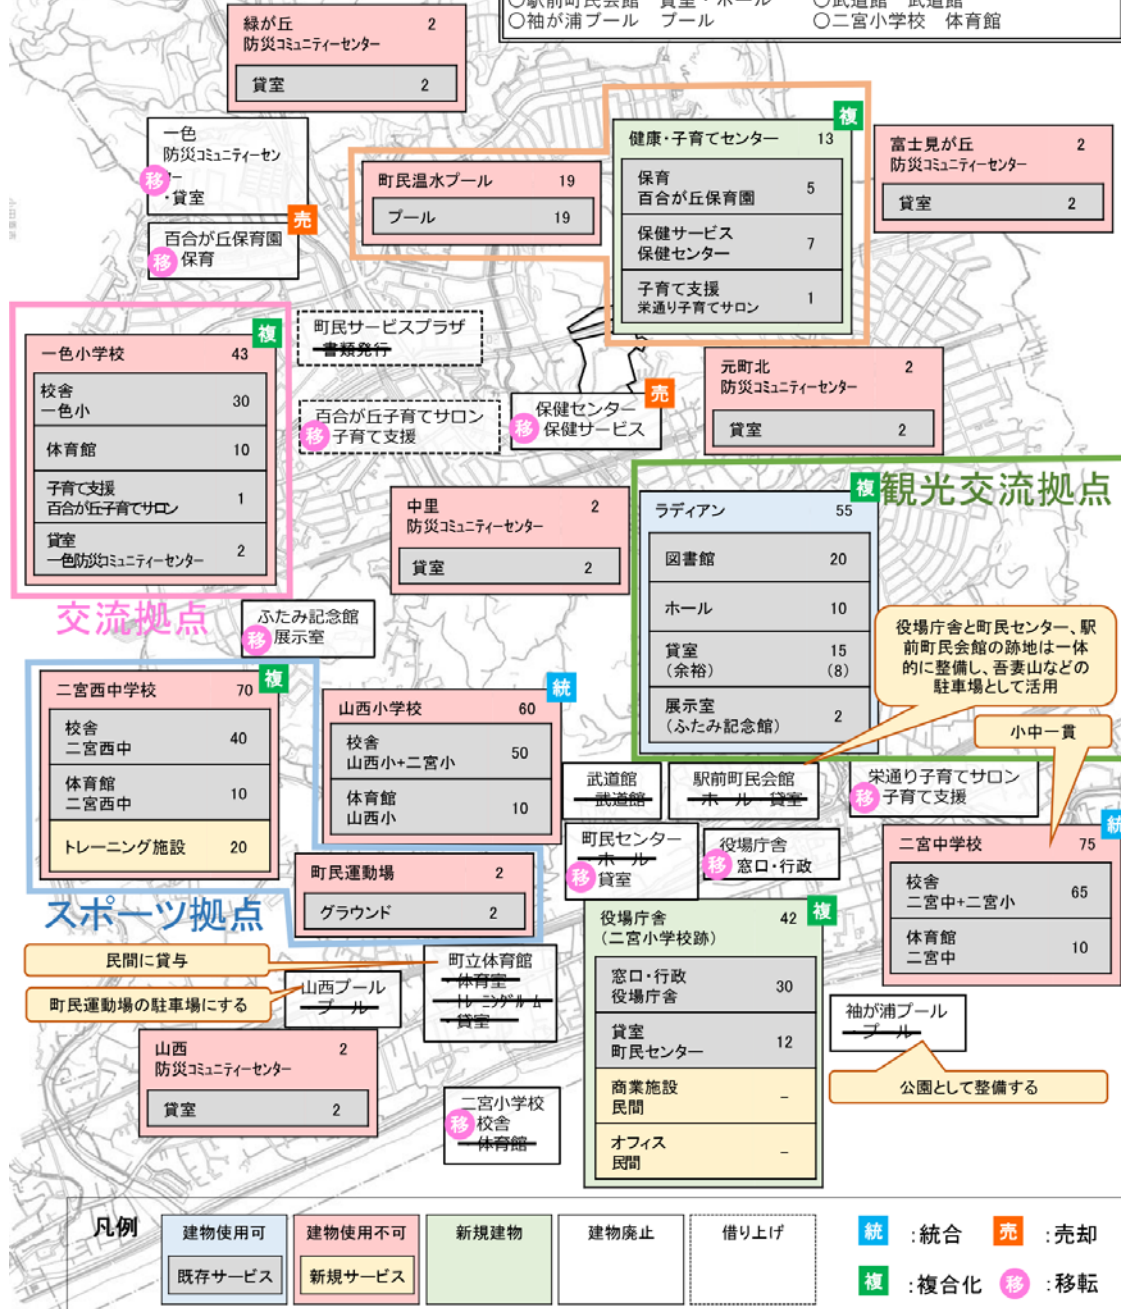 ○駅前町民会館　貸室・ホール　○武道館　武道館
○袖が浦プール　プール　○二宮小学校　体育館
緑が丘　2
防災コミュニティーセンター
貸室　2
一色
防災コミュニティーセン
ター
・貸室
移
売
百合が丘保育園
移 保育
町民温水プール　19
プール　19
複
健康・子育てセンター　13
保育
百合が丘保育園　5
保健サービス
保健センター　7
子育て支援
栄通り子育てサロン　1
富士見が丘　2
防災コミュニティーセンター
貸室　2
複
一色小学校　43
校舎
一色小　30
体育館　10
子育て支援
百合が丘子育てサロン　1
貸室
一色防災コミュニティーセンター　2
交流拠点
町民サービスプラザ
書類発行
百合が丘子育てサロン
移 子育て支援
売
保健センター
移 保健サービス
元町北　2
防災コミュニティーセンター
貸室　2
中里　2
防災コミュニティーセンター
貸室　2
複
観光交流拠点
ラディアン　55
図書館　20
ホール　10
貸室　15
(余裕)　(8)
展示室
(ふたみ記念館)　2
役場庁舎と町民センター、駅
前町民会館の跡地は一体
的に整備し、吾妻山などの
駐車場として活用
ふたみ記念館
移 展示室
複
二宮西中学校　70
校舎
二宮西中　40
体育館
二宮西中　10
トレーニング施設　20
スポーツ拠点
統
山西小学校　60
校舎
山西小+二宮小　50
体育館
山西小　10
町民運動場　2
グラウンド　2
武道館
武道館
駅前町民会館
ホール　貸室
栄通り子育てサロン
移 子育て支援
小中一貫
町民センター
ホール
移 貸室
役場庁舎
移 窓口・行政
統
二宮中学校　75
校舎
二宮中+二宮小　65
体育館
二宮中　10
複
役場庁舎　42
(二宮小学校跡)
窓口・行政
役場庁舎　30
貸室
町民センター　12
商業施設
民間　-
オフィス
民間　-
民間に貸与
町民運動場の駐車場にする
山西プール
プール
町立体育館
・体育室
・トレーニングルーム
・貸室
袖が浦プール
プール
公園として整備する
山西　2
防災コミュニティーセンター
貸室　2
二宮小学校
移 校舎
体育館
凡例
建物使用可
既存サービス
建物使用不可
新規サービス
新規建物
建物廃止
借り上げ
統 :統合
売 :売却
複 :複合化
移 :移転